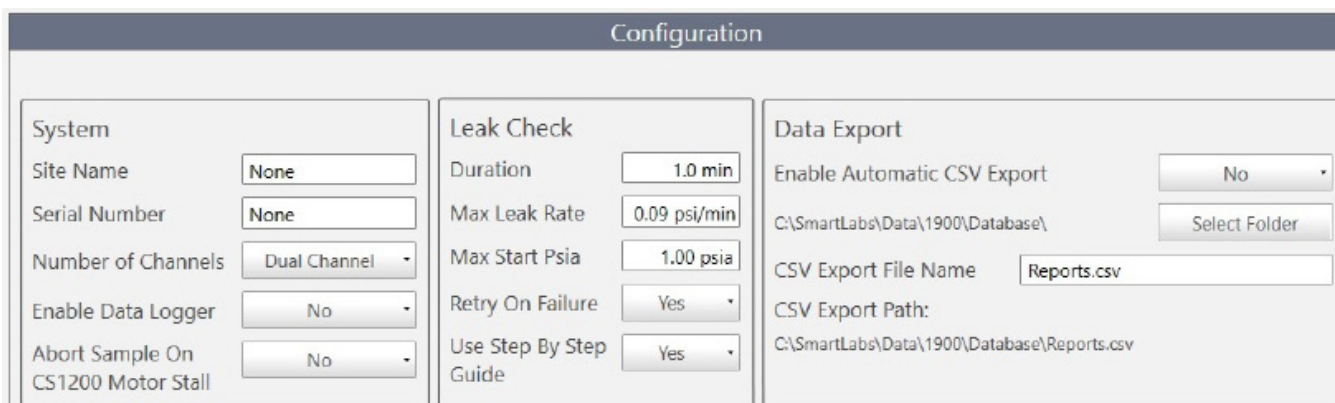 Configuration
System
Site Name None
Serial Number None
Number of Channels Dual Channel
Enable Data Logger No
Abort Sample On
CS1200 Motor Stall No
Leak Check
Duration 1.0 min
Max Leak Rate 0.09 psi/min
Max Start Psia 1.00 psia
Retry On Failure Yes
Use Step By Step
Guide Yes
Data Export
Enable Automatic CSV Export No
C:\SmartLabs\Data\1900\Database\ Select Folder
CSV Export File Name Reports.csv
CSV Export Path:
C:\SmartLabs\Data\1900\Database\Reports.csv